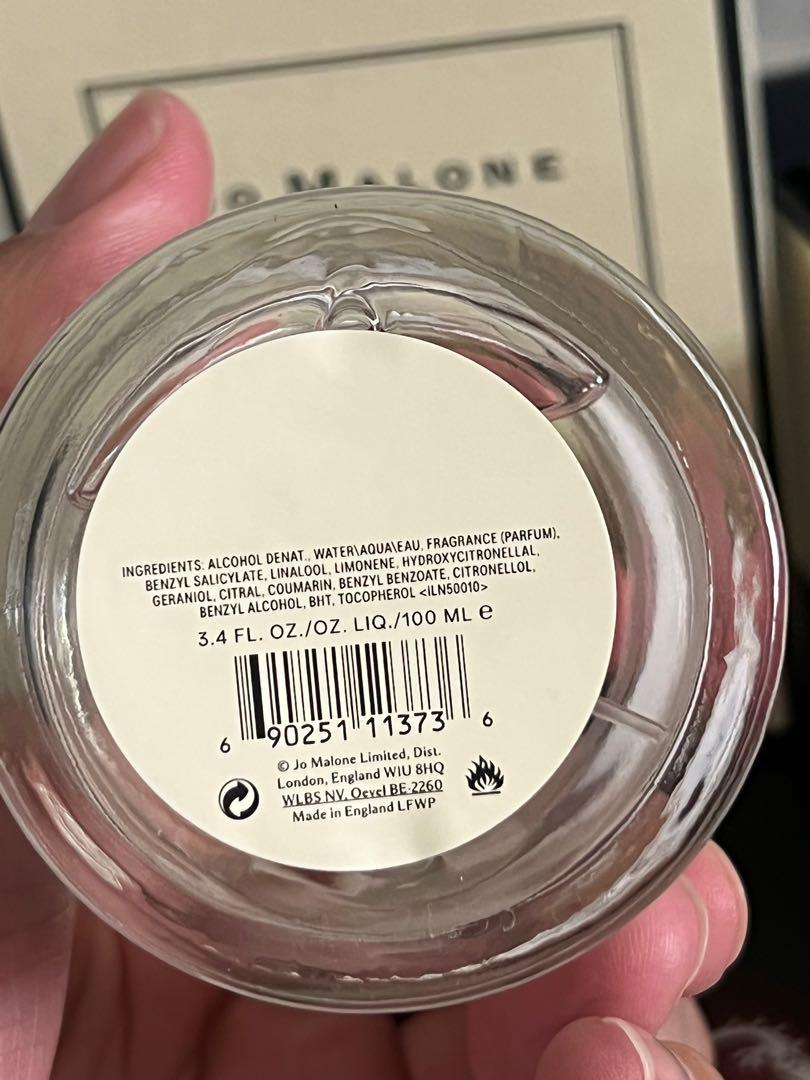 JO MALONE
INGREDIENTS: ALCOHOL DENAT., WATER\AQUA\EAU, FRAGRANCE (PARFUM),
BENZYL SALICYLATE, LINALOOL, LIMONENE, HYDROXYCITRONELLAL,
GERANIOL, CITRAL, COUMARIN, BENZYL BENZOATE, CITRONELLOL,
BENZYL ALCOHOL, BHT, TOCOPHEROL <ILN50010>
3.4 FL. OZ./OZ. LIQ./100 ML e
6 90251 11373 6
© Jo Malone Limited, Dist.
London, England W1U 8HQ
WLBS NV, Oevel BE-2260
Made in England LFWP